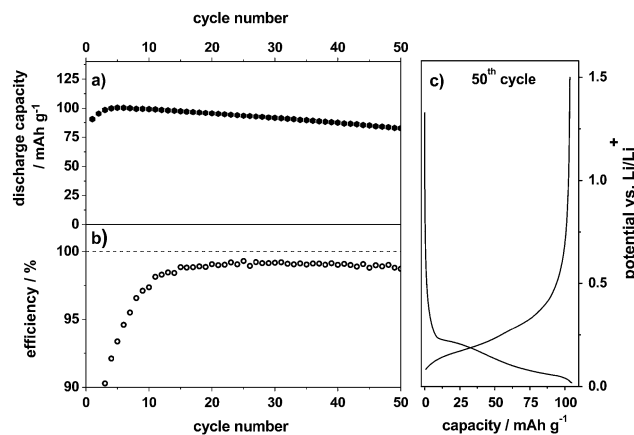 cycle number
1 10 20 30 40 50
a)
125
100
75
50
25
0
discharge capacity
/ mAh g-1
b)
100
95
90
efficiency / %
0 10 20 30 40 50
cycle number
c)
50th cycle
1.5
1.0
0.5
0.0
potential vs. Li/Li+
0 25 50 75 100
capacity / mAh g-1